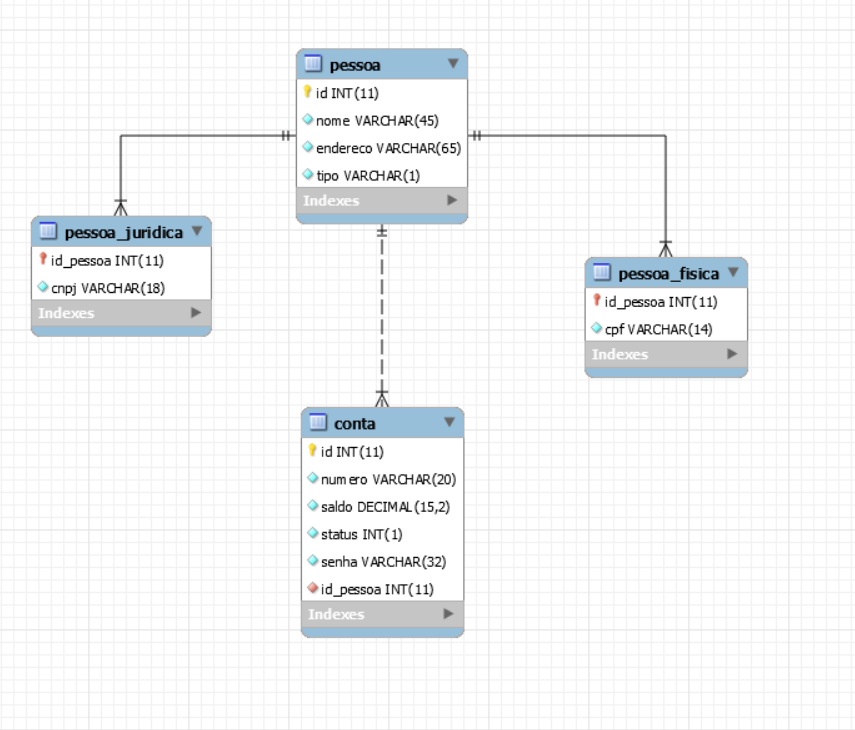 pessoa
id INT(11)
nome VARCHAR(45)
endereco VARCHAR(65)
tipo VARCHAR(1)
Indexes
pessoa_juridica
id_pessoa INT(11)
cnpj VARCHAR(18)
Indexes
pessoa_fisica
id_pessoa INT(11)
cpf VARCHAR(14)
Indexes
conta
id INT(11)
numero VARCHAR(20)
saldo DECIMAL(15,2)
status INT(1)
senha VARCHAR(32)
id_pessoa INT(11)
Indexes